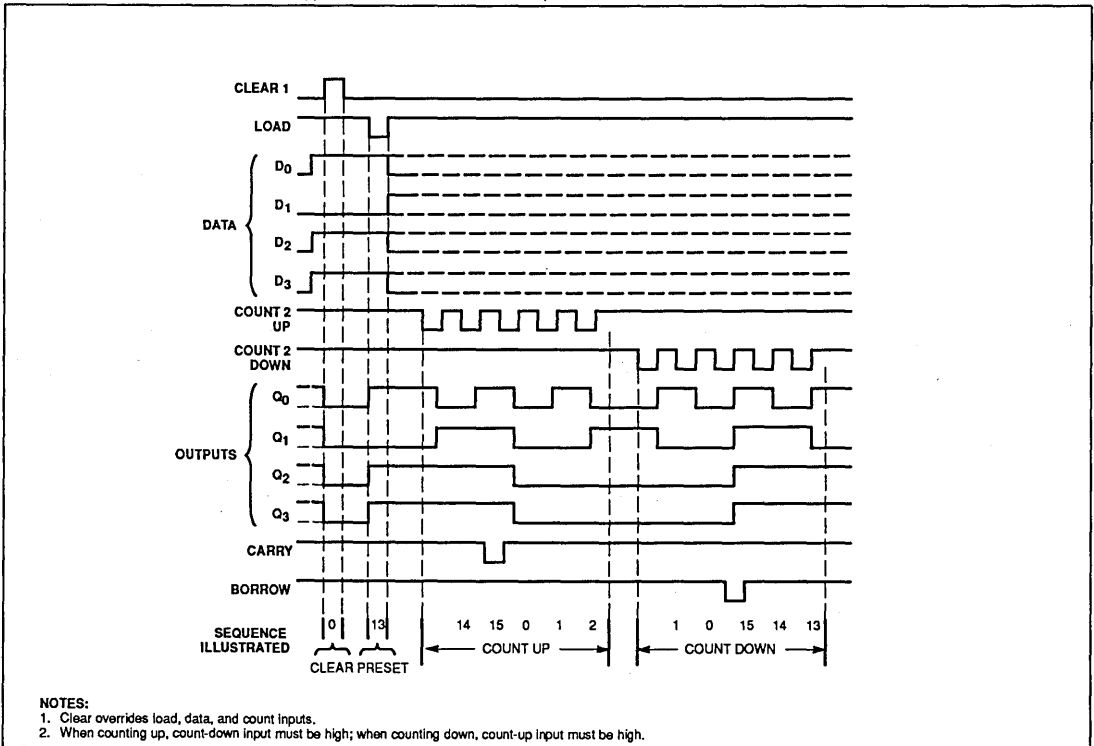 CLEAR 1
LOAD
D0
D1
DATA
D2
D3
COUNT 2
UP
COUNT 2
DOWN
Q0
Q1
OUTPUTS
Q2
Q3
CARRY
BORROW
SEQUENCE
ILLUSTRATED
0 13 14 15 0 1 2 1 0 15 14 13
CLEAR PRESET COUNT UP COUNT DOWN
NOTES:
1. Clear overrides load, data, and count inputs.
2. When counting up, count-down input must be high; when counting down, count-up input must be high.